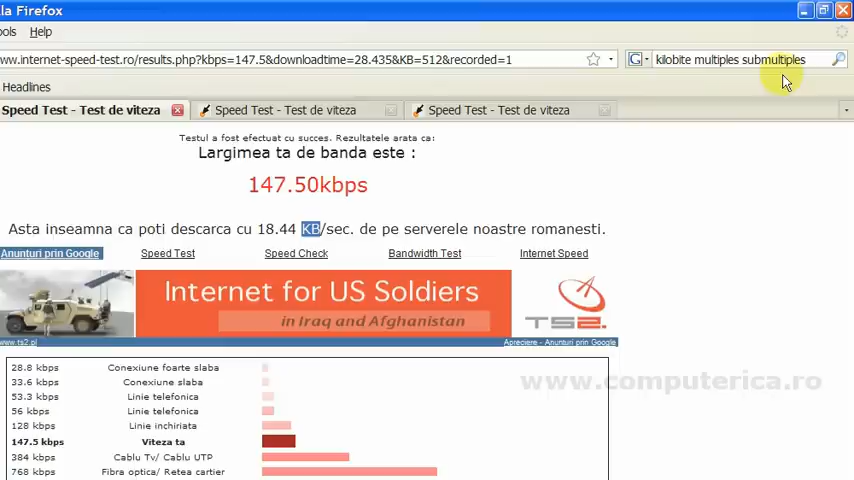 la Firefox
ols Help
ww.internet-speed-test.ro/results.php?kbps=147.5&downloadtime=28.435&KB=512&recorded=1
G kilobite multiples submultiples
Headlines
Speed Test - Test de viteza
Speed Test - Test de viteza
Speed Test - Test de viteza
Testul a fost efectuat cu succes. Rezultatele arata ca:
Largimea ta de banda este :
147.50kbps
Asta inseamna ca poti descarca cu 18.44 KB/sec. de pe serverele noastre romanesti.
Anunturi prin Google Speed Test Speed Check Bandwidth Test Internet Speed
Internet for US Soldiers
in Iraq and Afghanistan
TS2.
www.ts2.pl Apreciere - Anunturi prin Google
28.8 kbps Conexiune foarte slaba
33.6 kbps Conexiune slaba
53.3 kbps Linie telefonica
56 kbps Linie telefonica
128 kbps Linie inchiriata
147.5 kbps Viteza ta
384 kbps Cablu Tv/ Cablu UTP
768 kbps Fibra optica/ Retea cartier
www.computerica.ro